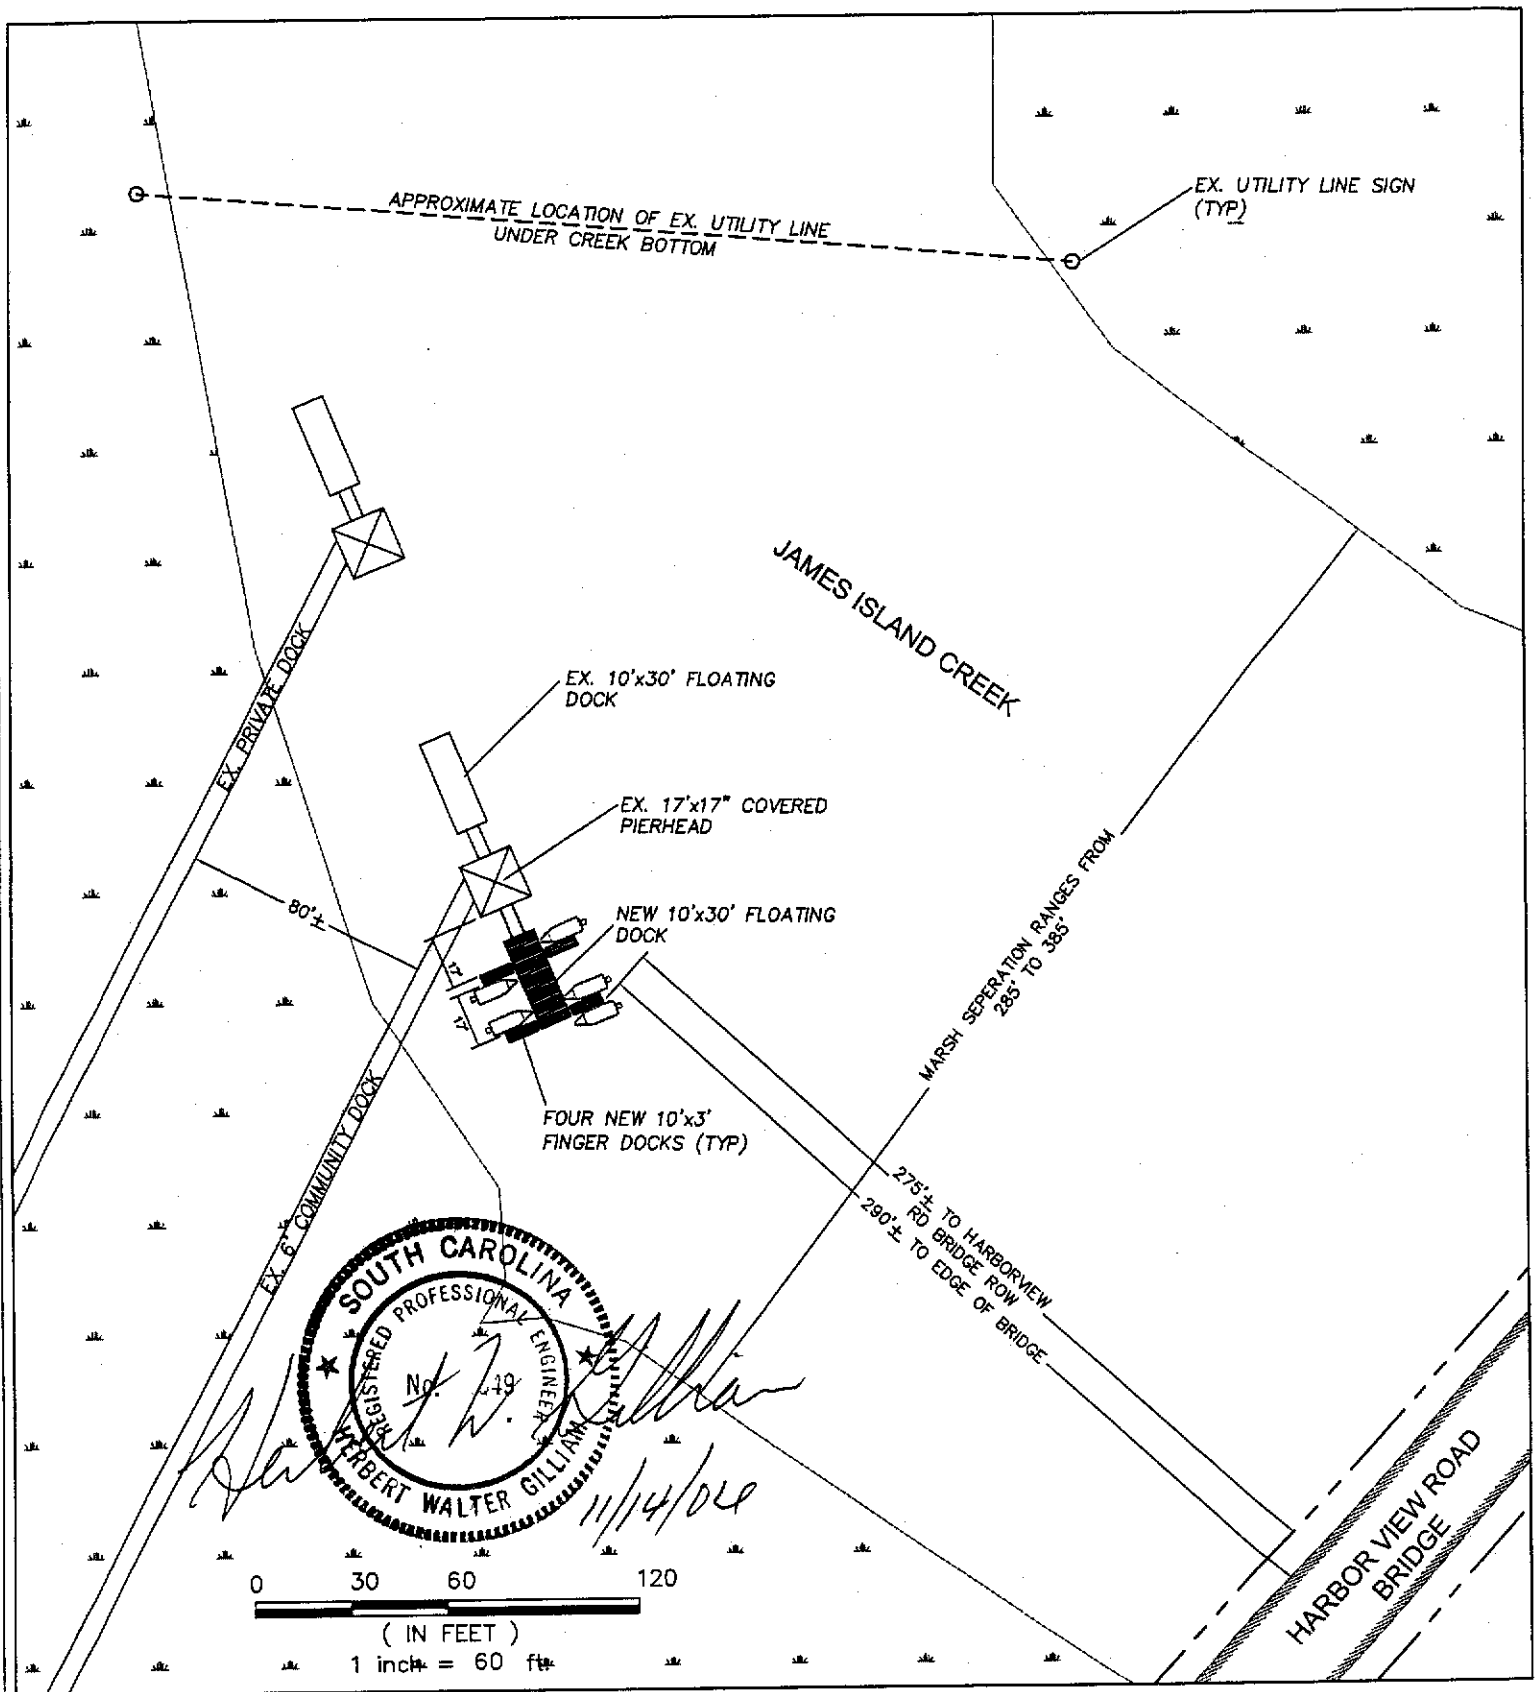 APPROXIMATE LOCATION OF EX. UTILITY LINE
UNDER CREEK BOTTOM
EX. UTILITY LINE SIGN
(TYP)
JAMES ISLAND CREEK
EX. PRIVATE DOCK
EX. 10'x30' FLOATING
DOCK
EX. 17'x17" COVERED
PIERHEAD
80'±
NEW 10'x30' FLOATING
DOCK
17'
17'
MARSH SEPERATION RANGES FROM
285' TO 385'
FOUR NEW 10'x3'
FINGER DOCKS (TYP)
EX. 6' COMMUNITY DOCK
275'± TO HARBORVIEW
RD BRIDGE ROW
290'± TO EDGE OF BRIDGE
SOUTH CAROLINA
REGISTERED PROFESSIONAL ENGINEER
No.
HERBERT WALTER GILLIAM
Herbert W. Gilliam
11/14/06
HARBOR VIEW ROAD
BRIDGE
0 30 60 120
( IN FEET )
1 inch = 60 ft.